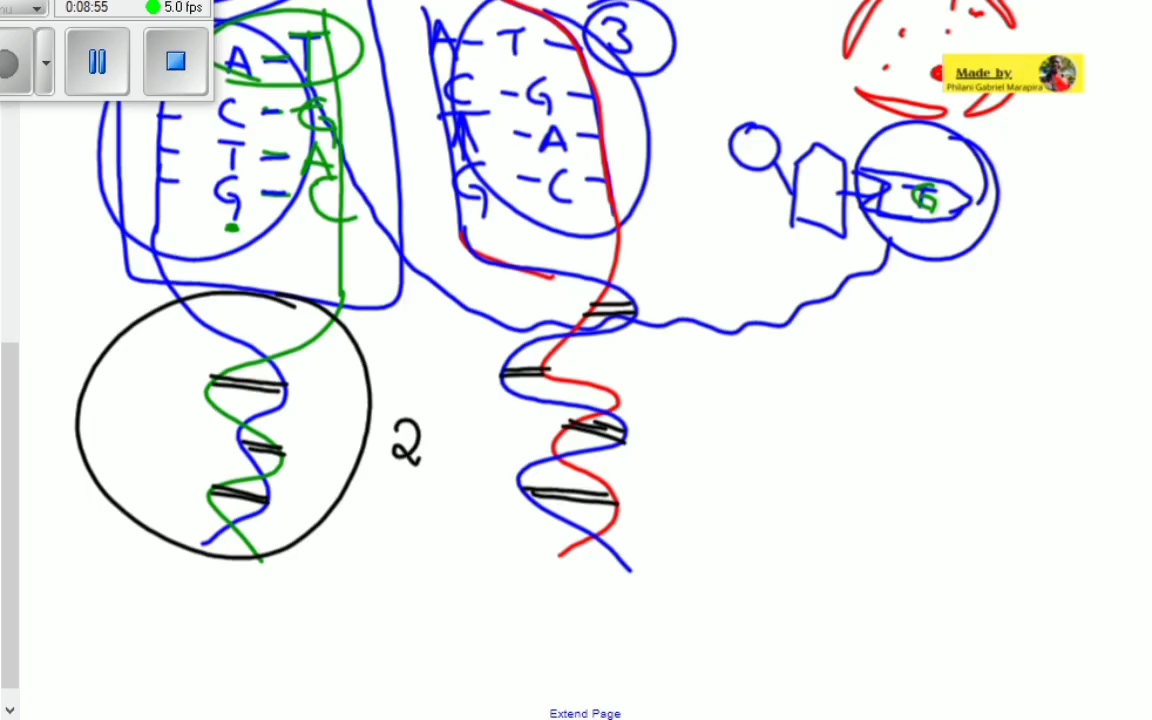 0:08:55 5.0 fps
A - T
C - G
T - A
G - C
A - T -
C - G -
- A -
G - C -
3
Made by
Philani Gabriel Marapira
G
2
Extend Page